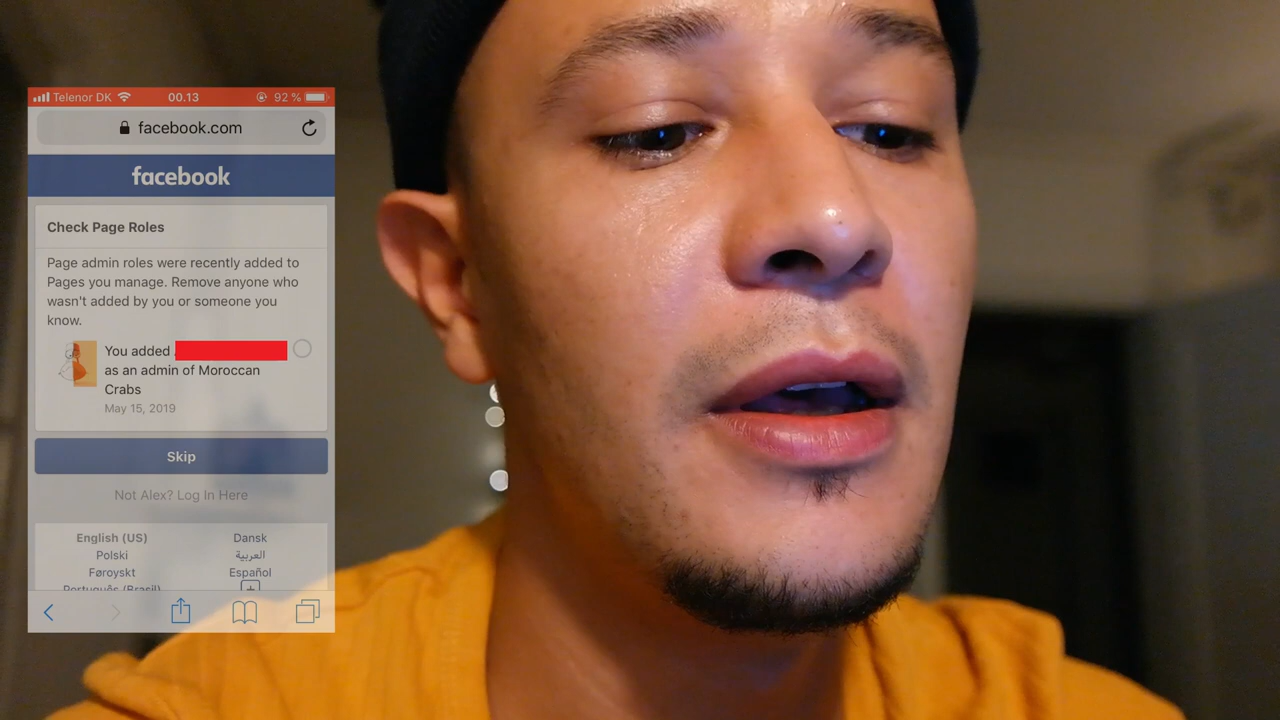 Telenor DK 00.13 92 %
facebook.com
facebook
Check Page Roles
Page admin roles were recently added to
Pages you manage. Remove anyone who
wasn't added by you or someone you
know.
You added
as an admin of Moroccan
Crabs
May 15, 2019
Skip
Not Alex? Log In Here
English (US) Dansk
Polski العربية
Føroyskt Español
Português (Brasil)